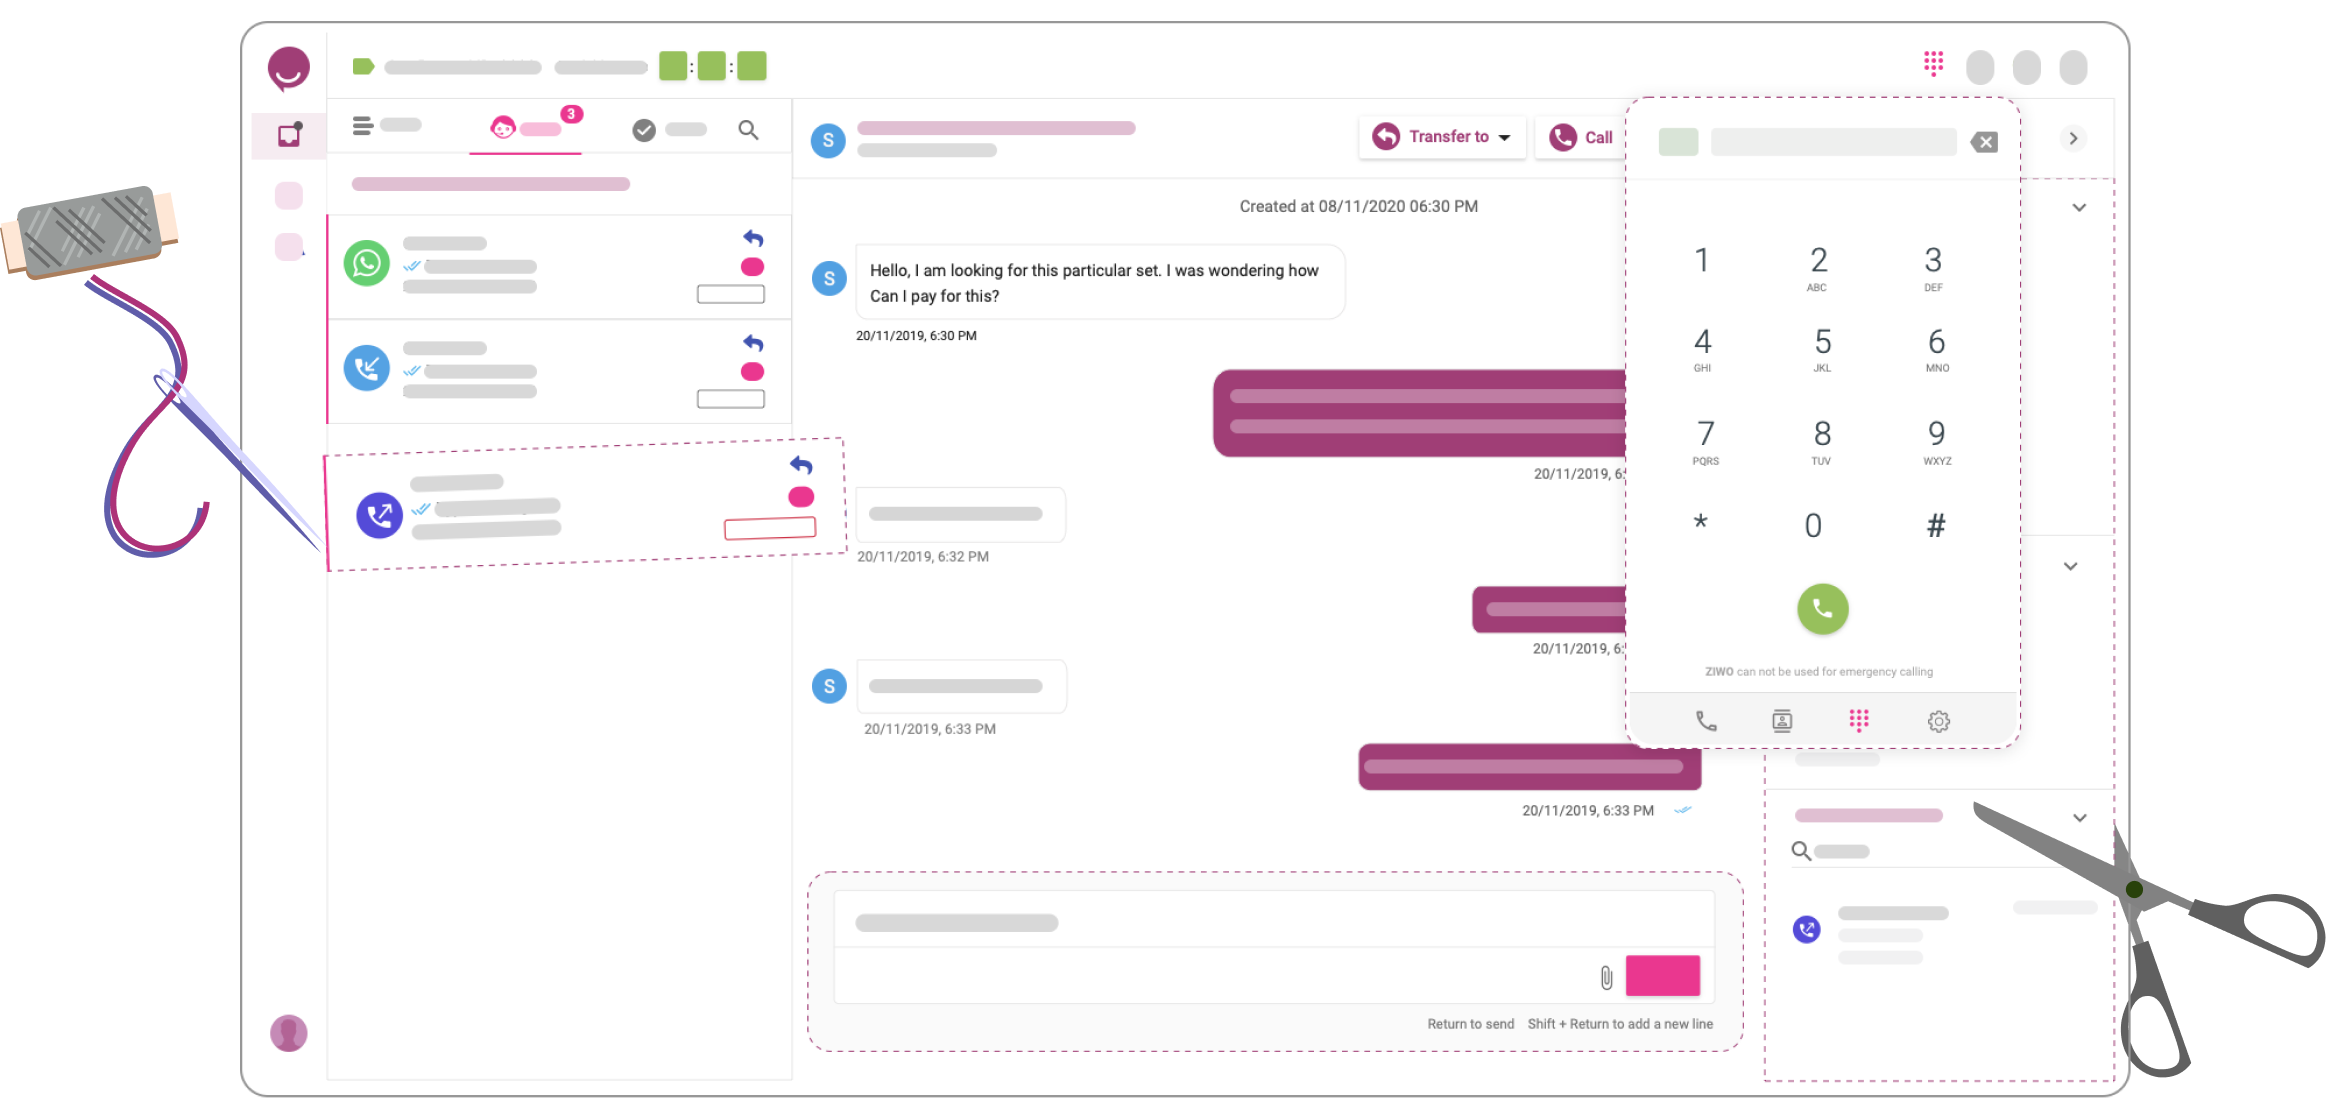 3
S
Transfer to
Call
Created at 08/11/2020 06:30 PM
S
Hello, I am looking for this particular set. I was wondering how
Can I pay for this?
20/11/2019, 6:30 PM
20/11/2019, 6:
20/11/2019, 6:32 PM
20/11/2019, 6:
S
20/11/2019, 6:33 PM
20/11/2019, 6:33 PM
Return to send Shift + Return to add a new line
1 2 3
ABC DEF
4 5 6
GHI JKL MNO
7 8 9
PQRS TUV WXYZ
* 0 #
ZIWO can not be used for emergency calling